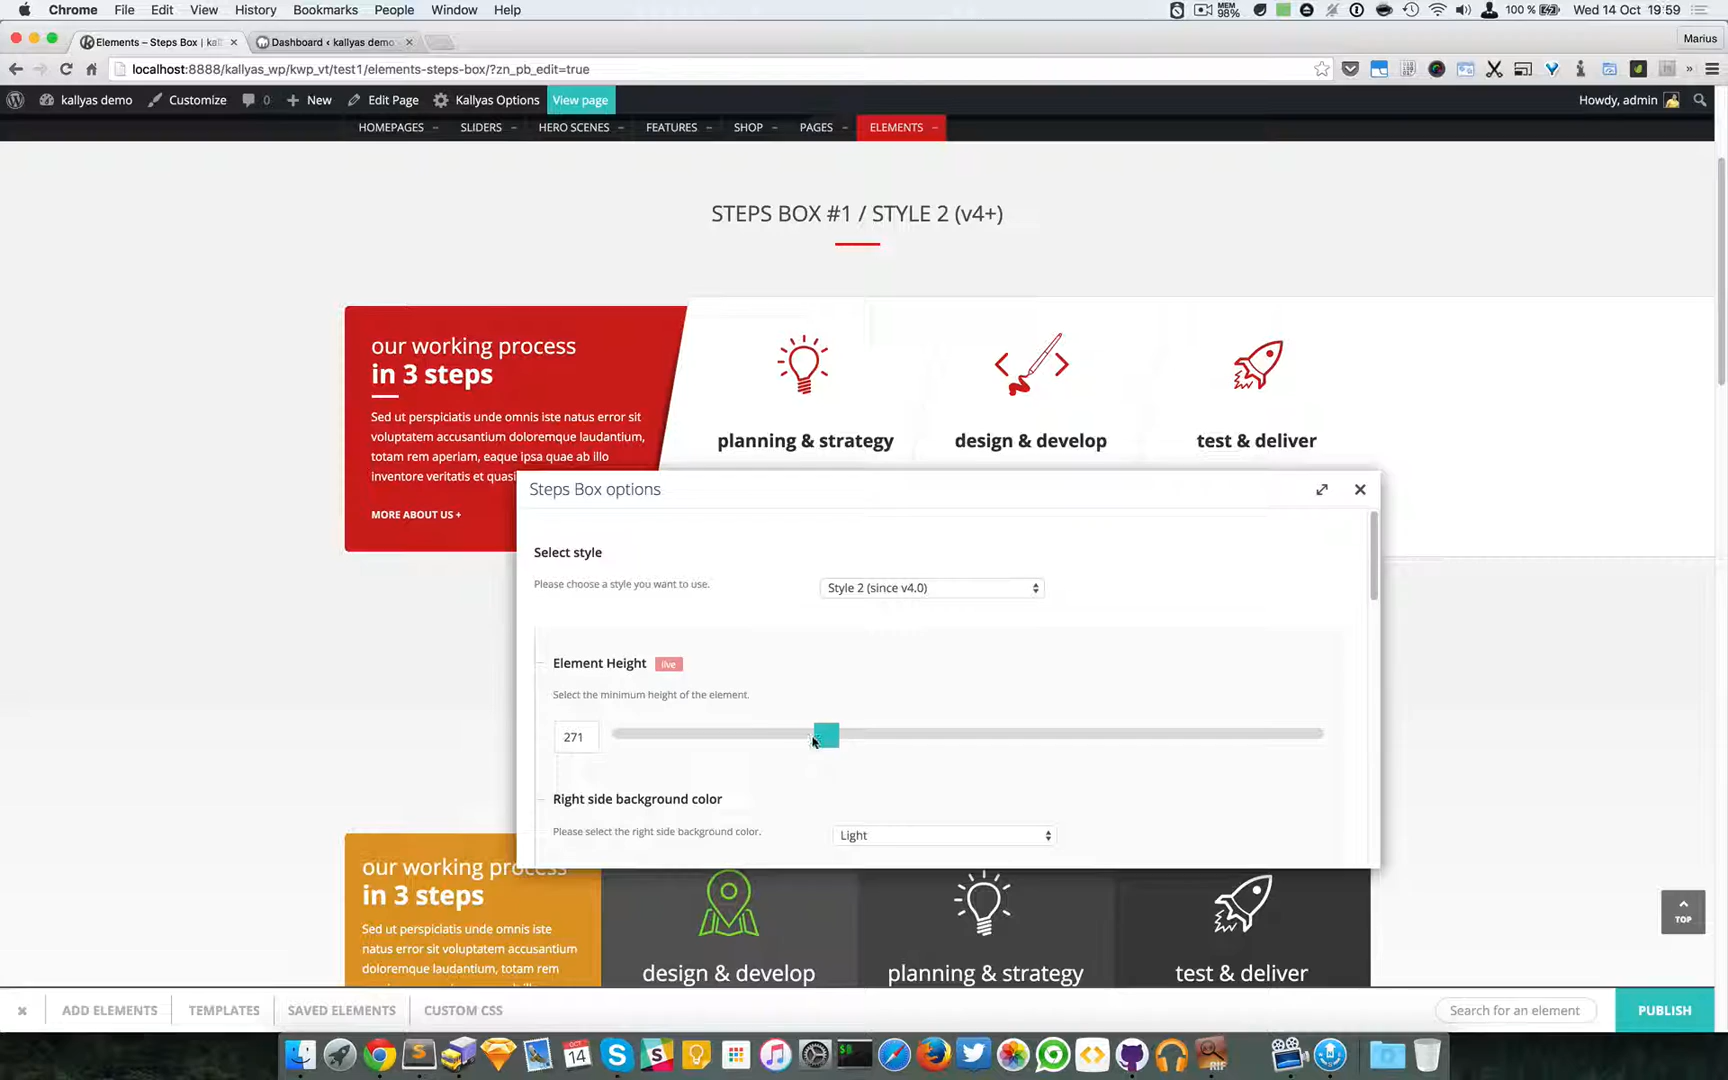 Chrome File Edit View History Bookmarks People Window Help MEM 98% 100 % Wed 14 Oct 19:59
Elements – Steps Box | kal Dashboard ‹ kallyas demo Marius
localhost:8888/kallyas_wp/kwp_vt/test1/elements-steps-box/?zn_pb_edit=true
kallyas demo Customize 0 New Edit Page Kallyas Options View page Howdy, admin
HOMEPAGES SLIDERS HERO SCENES FEATURES SHOP PAGES ELEMENTS
STEPS BOX #1 / STYLE 2 (v4+)
our working process
in 3 steps
Sed ut perspiciatis unde omnis iste natus error sit
voluptatem accusantium doloremque laudantium,
totam rem aperiam, eaque ipsa quae ab illo
inventore veritatis et quasi
MORE ABOUT US +
planning & strategy design & develop test & deliver
Steps Box options
Select style
Please choose a style you want to use. Style 2 (since v4.0)
Element Height live
Select the minimum height of the element.
271
Right side background color
Please select the right side background color. Light
our working process
in 3 steps
Sed ut perspiciatis unde omnis iste
natus error sit voluptatem accusantium
doloremque laudantium, totam rem
design & develop planning & strategy test & deliver
TOP
ADD ELEMENTS TEMPLATES SAVED ELEMENTS CUSTOM CSS Search for an element PUBLISH
OCT
14
RIF